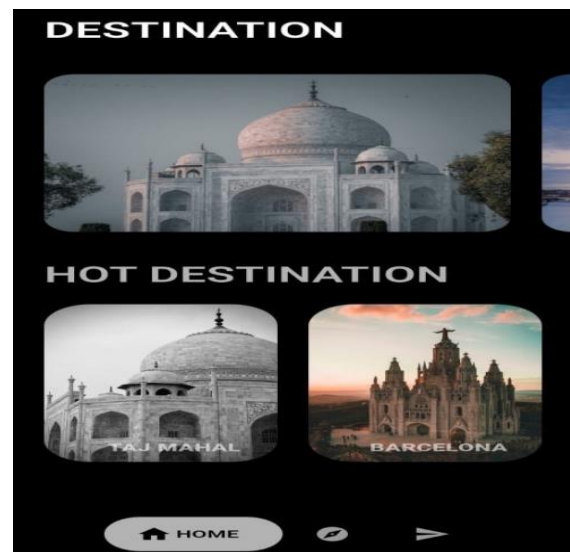 DESTINATION
HOT DESTINATION
TAJ MAHAL
BARCELONA
HOME